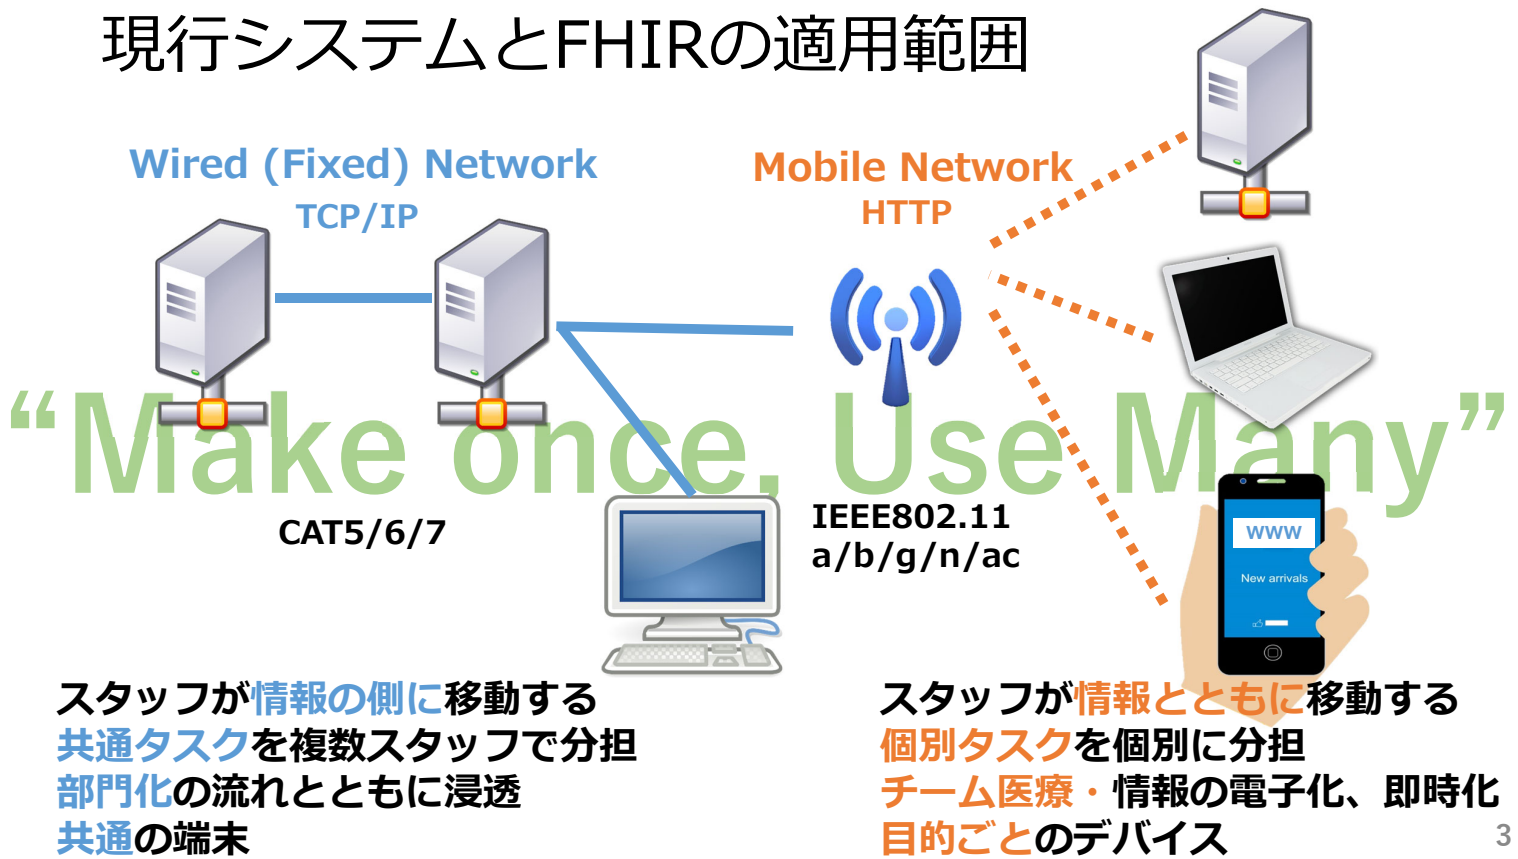 現行システムとFHIRの適用範囲
Wired (Fixed) Network
TCP/IP
Mobile Network
HTTP
“Make once, Use Many”
CAT5/6/7
IEEE802.11
a/b/g/n/ac
www
New arrivals
スタッフが情報の側に移動する
共通タスクを複数スタッフで分担
部門化の流れとともに浸透
共通の端末
スタッフが情報とともに移動する
個別タスクを個別に分担
チーム医療・情報の電子化、即時化
目的ごとのデバイス
3